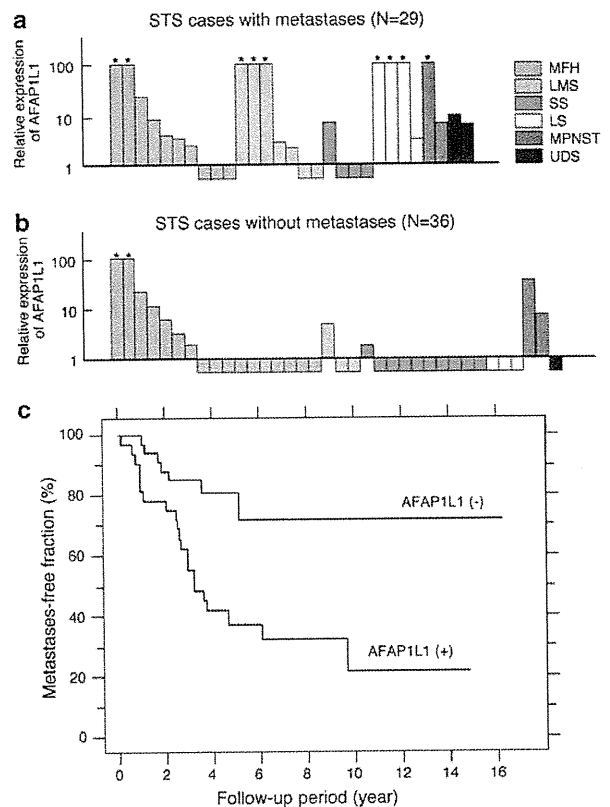 a
STS cases with metastases (N=29)
Relative expression
of AFAP1L1
100
10
1
* * * * * * * * *
MFH
LMS
SS
LS
MPNST
UDS
b
STS cases without metastases (N=36)
Relative expression
of AFAP1L1
100
10
1
* *
c
Metastases-free fraction (%)
100
80
60
40
20
0
AFAP1L1 (-)
AFAP1L1 (+)
0 2 4 6 8 10 12 14 16
Follow-up period (year)